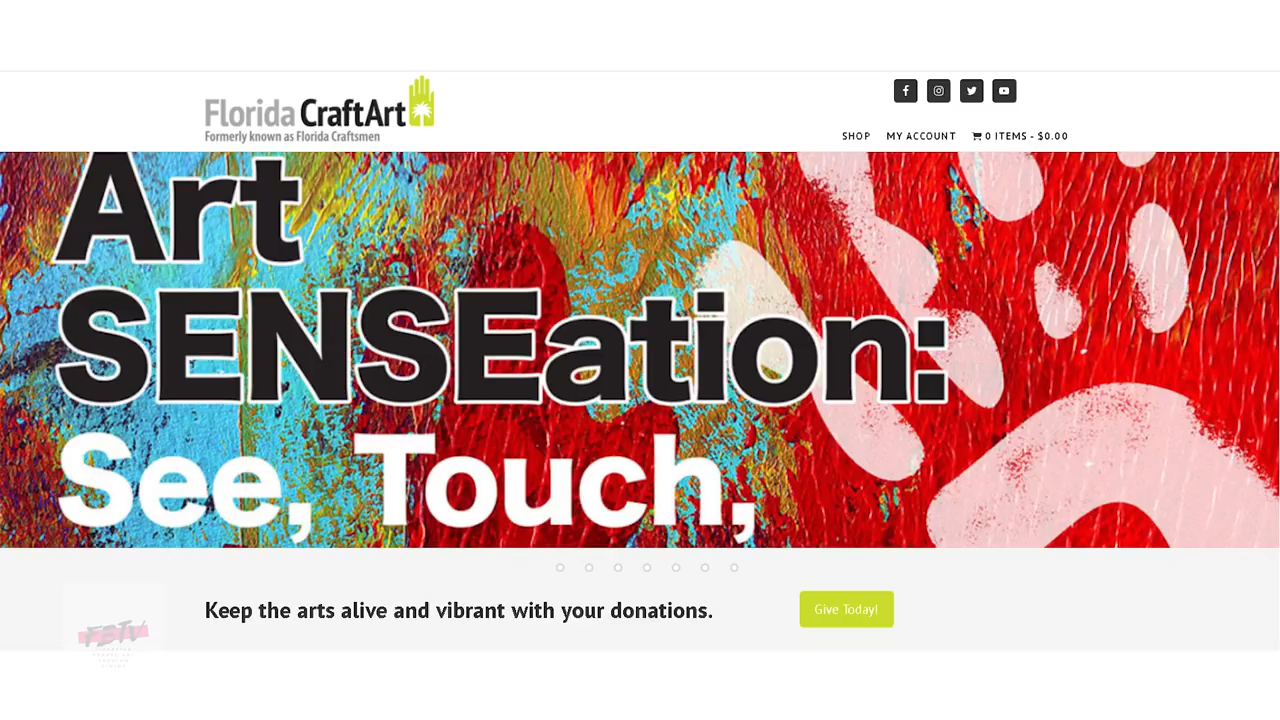 Florida CraftArt
Formerly known as Florida Craftsmen
SHOP MY ACCOUNT 0 ITEMS - $0.00
Art
SENSEation:
See, Touch,
Keep the arts alive and vibrant with your donations.
Give Today!
FBTV